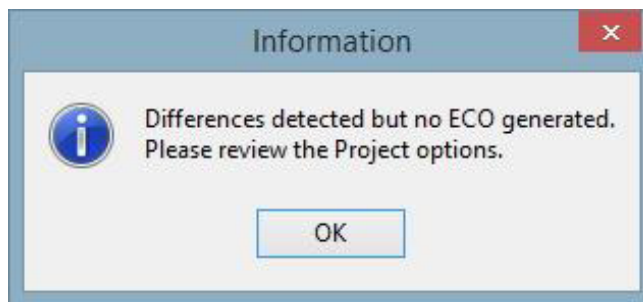 Information
Differences detected but no ECO generated.
Please review the Project options.
OK